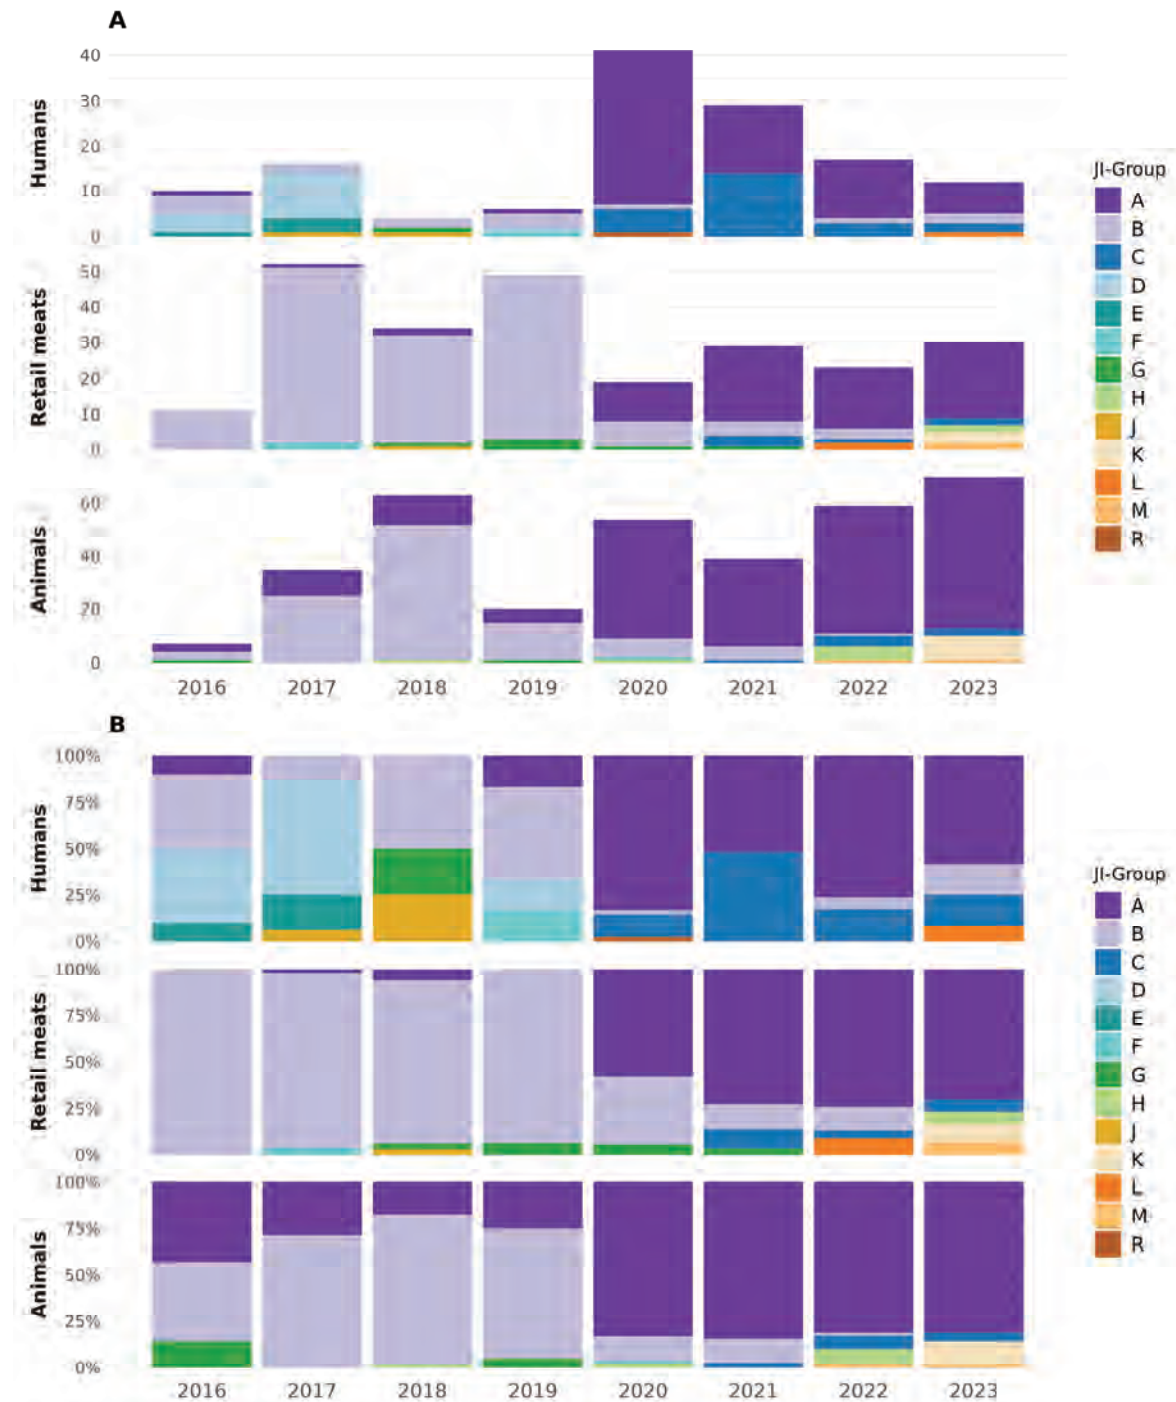 A
Humans
40
30
20
10
0
Retail meats
50
40
30
20
10
0
Animals
60
40
20
0
2016 2017 2018 2019 2020 2021 2022 2023
JI-Group
A
B
C
D
E
F
G
H
J
K
L
M
R
B
Humans
100%
75%
50%
25%
0%
Retail meats
100%
75%
50%
25%
0%
Animals
100%
75%
50%
25%
0%
2016 2017 2018 2019 2020 2021 2022 2023
JI-Group
A
B
C
D
E
F
G
H
J
K
L
M
R